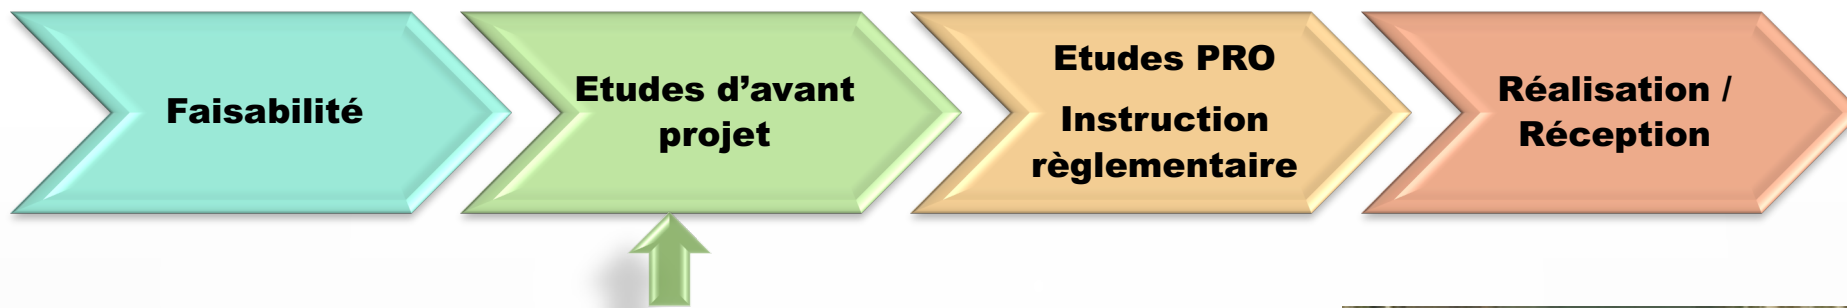 Faisabilité
Etudes d’avant
projet
Etudes PRO
Instruction
règlementaire
Réalisation /
Réception